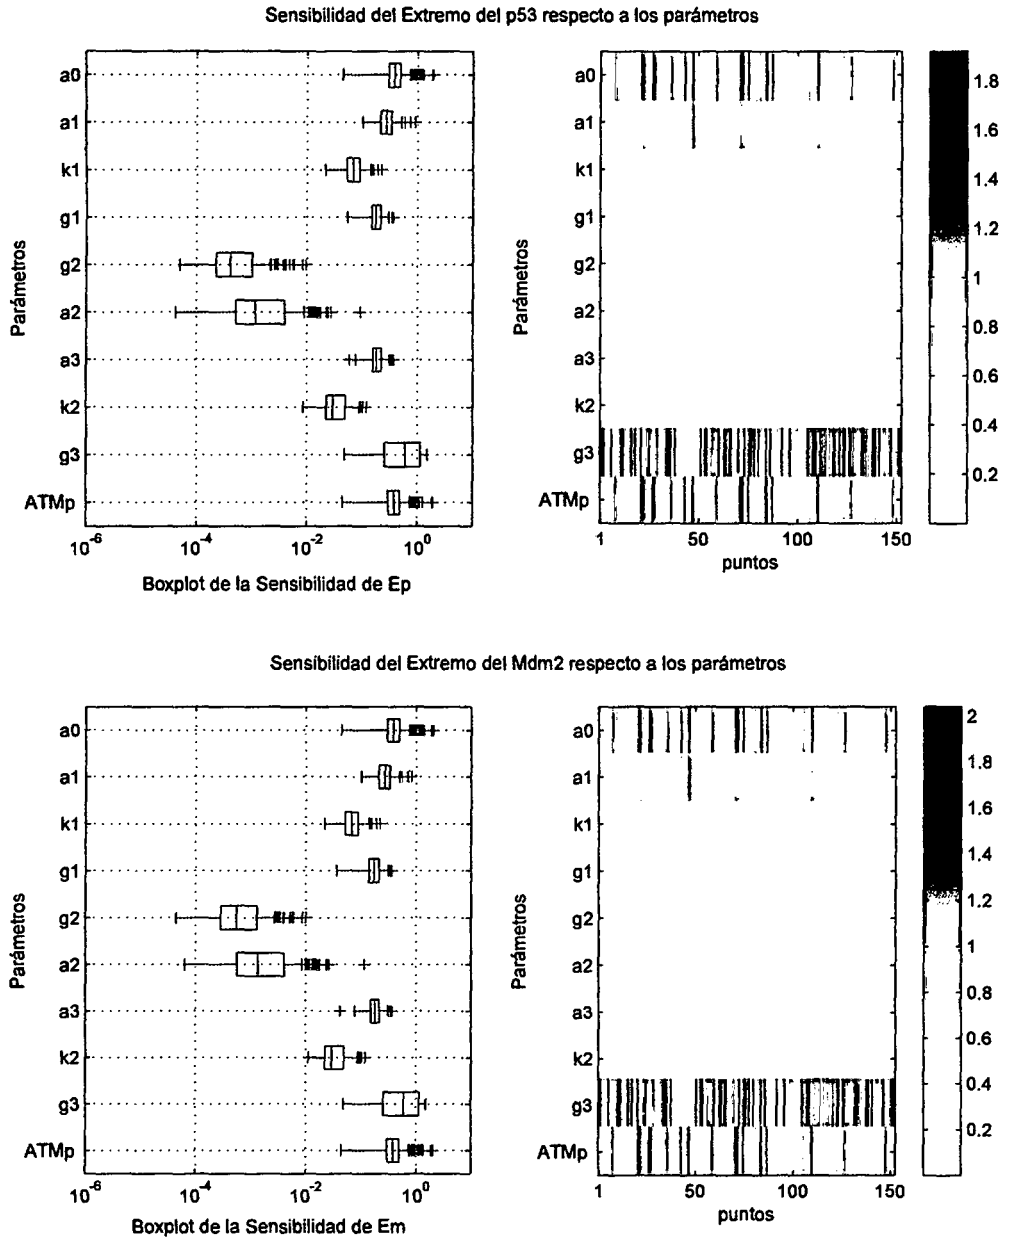 Sensibilidad del Extremo del p53 respecto a los parámetros
Parámetros
a0
a1
k1
g1
g2
a2
a3
k2
g3
ATMp
10^-6
10^-4
10^-2
10^0
Boxplot de la Sensibilidad de Ep
Parámetros
a0
a1
k1
g1
g2
a2
a3
k2
g3
ATMp
1
50
100
150
puntos
1.8
1.6
1.4
1.2
1
0.8
0.6
0.4
0.2
Sensibilidad del Extremo del Mdm2 respecto a los parámetros
Parámetros
a0
a1
k1
g1
g2
a2
a3
k2
g3
ATMp
10^-6
10^-4
10^-2
10^0
Boxplot de la Sensibilidad de Em
Parámetros
a0
a1
k1
g1
g2
a2
a3
k2
g3
ATMp
1
50
100
150
puntos
2
1.8
1.6
1.4
1.2
1
0.8
0.6
0.4
0.2